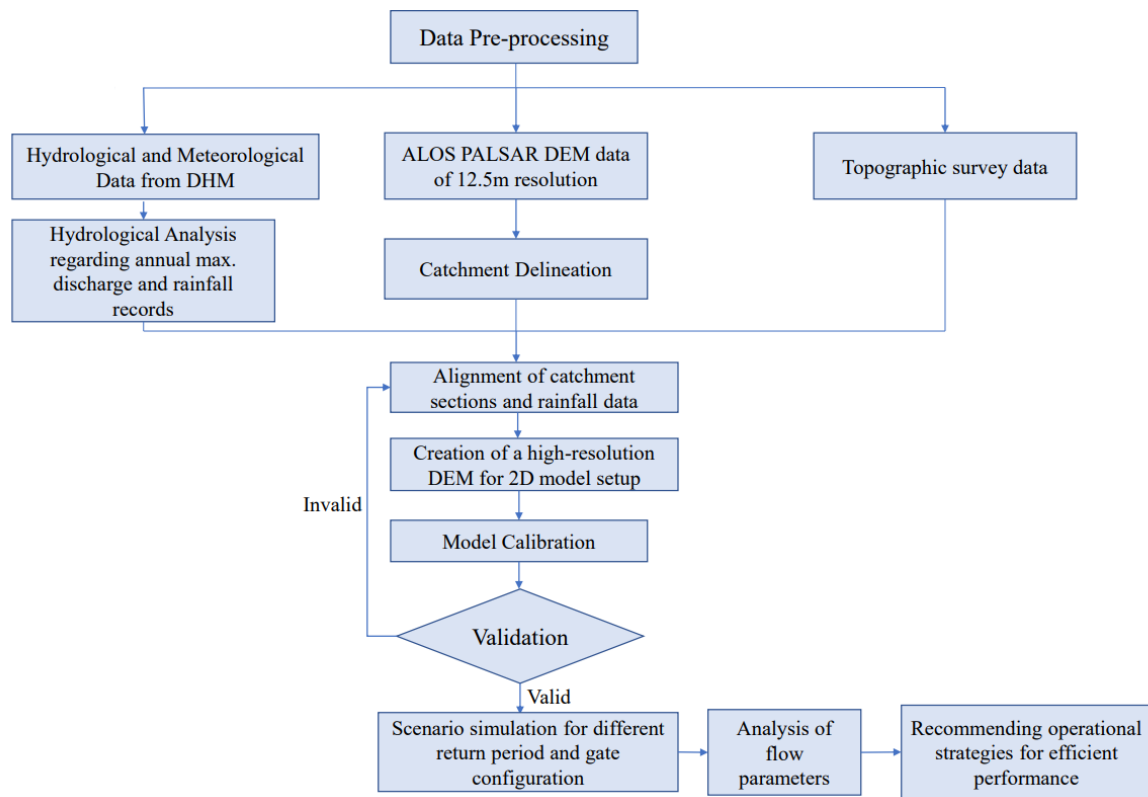 Data Pre-processing
Hydrological and Meteorological
Data from DHM
ALOS PALSAR DEM data
of 12.5m resolution
Topographic survey data
Hydrological Analysis
regarding annual max.
discharge and rainfall
records
Catchment Delineation
Alignment of catchment
sections and rainfall data
Creation of a high-resolution
DEM for 2D model setup
Invalid
Model Calibration
Validation
Valid
Scenario simulation for different
return period and gate
configuration
Analysis of
flow
parameters
Recommending operational
strategies for efficient
performance